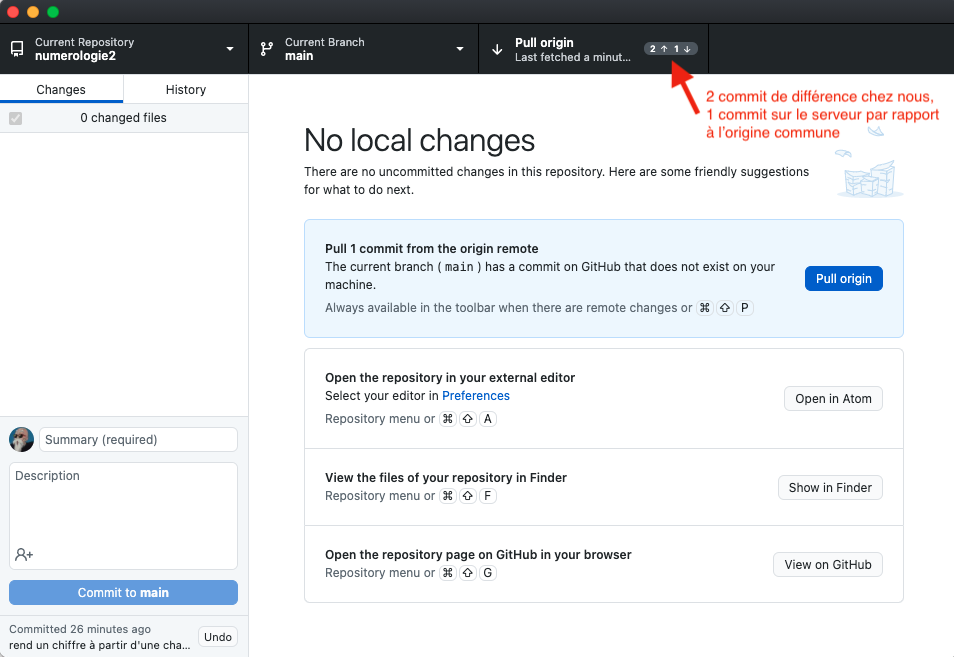 Current Repository
numerologie2
Current Branch
main
Pull origin
Last fetched a minut...
2 ↑ 1 ↓
2 commit de différence chez nous,
1 commit sur le serveur par rapport
à l'origine commune
Changes
History
0 changed files
No local changes
There are no uncommitted changes in this repository. Here are some friendly suggestions
for what to do next.
Pull 1 commit from the origin remote
The current branch ( main ) has a commit on GitHub that does not exist on your
machine.
Always available in the toolbar when there are remote changes or ⌘ ⇧ P
Pull origin
Open the repository in your external editor
Select your editor in Preferences
Repository menu or ⌘ ⇧ A
Open in Atom
View the files of your repository in Finder
Repository menu or ⌘ ⇧ F
Show in Finder
Open the repository page on GitHub in your browser
Repository menu or ⌘ ⇧ G
View on GitHub
Summary (required)
Description
Commit to main
Committed 26 minutes ago
rend un chiffre à partir d'une cha...
Undo